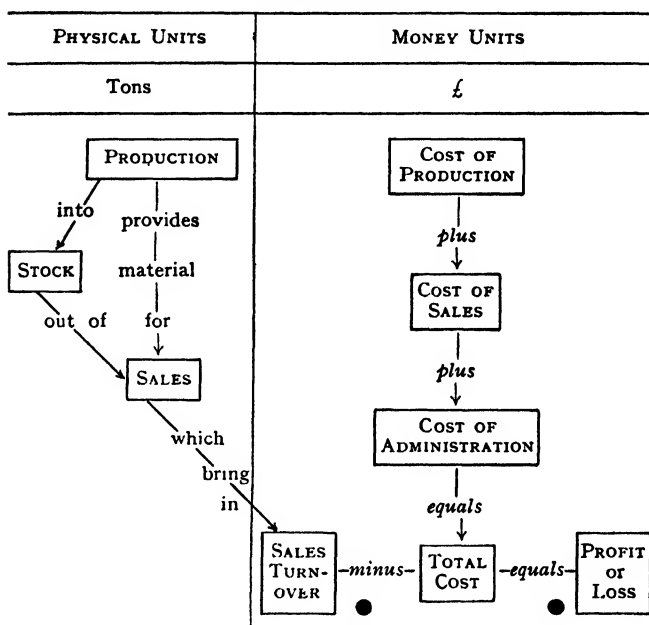 PHYSICAL UNITS
MONEY UNITS
Tons
£
PRODUCTION
into
provides
STOCK
material
out of
for
SALES
which
bring
in
COST OF
PRODUCTION
plus
COST OF
SALES
plus
COST OF
ADMINISTRATION
equals
SALES
TURN-
OVER
minus
TOTAL
COST
equals
PROFIT
or
LOSS